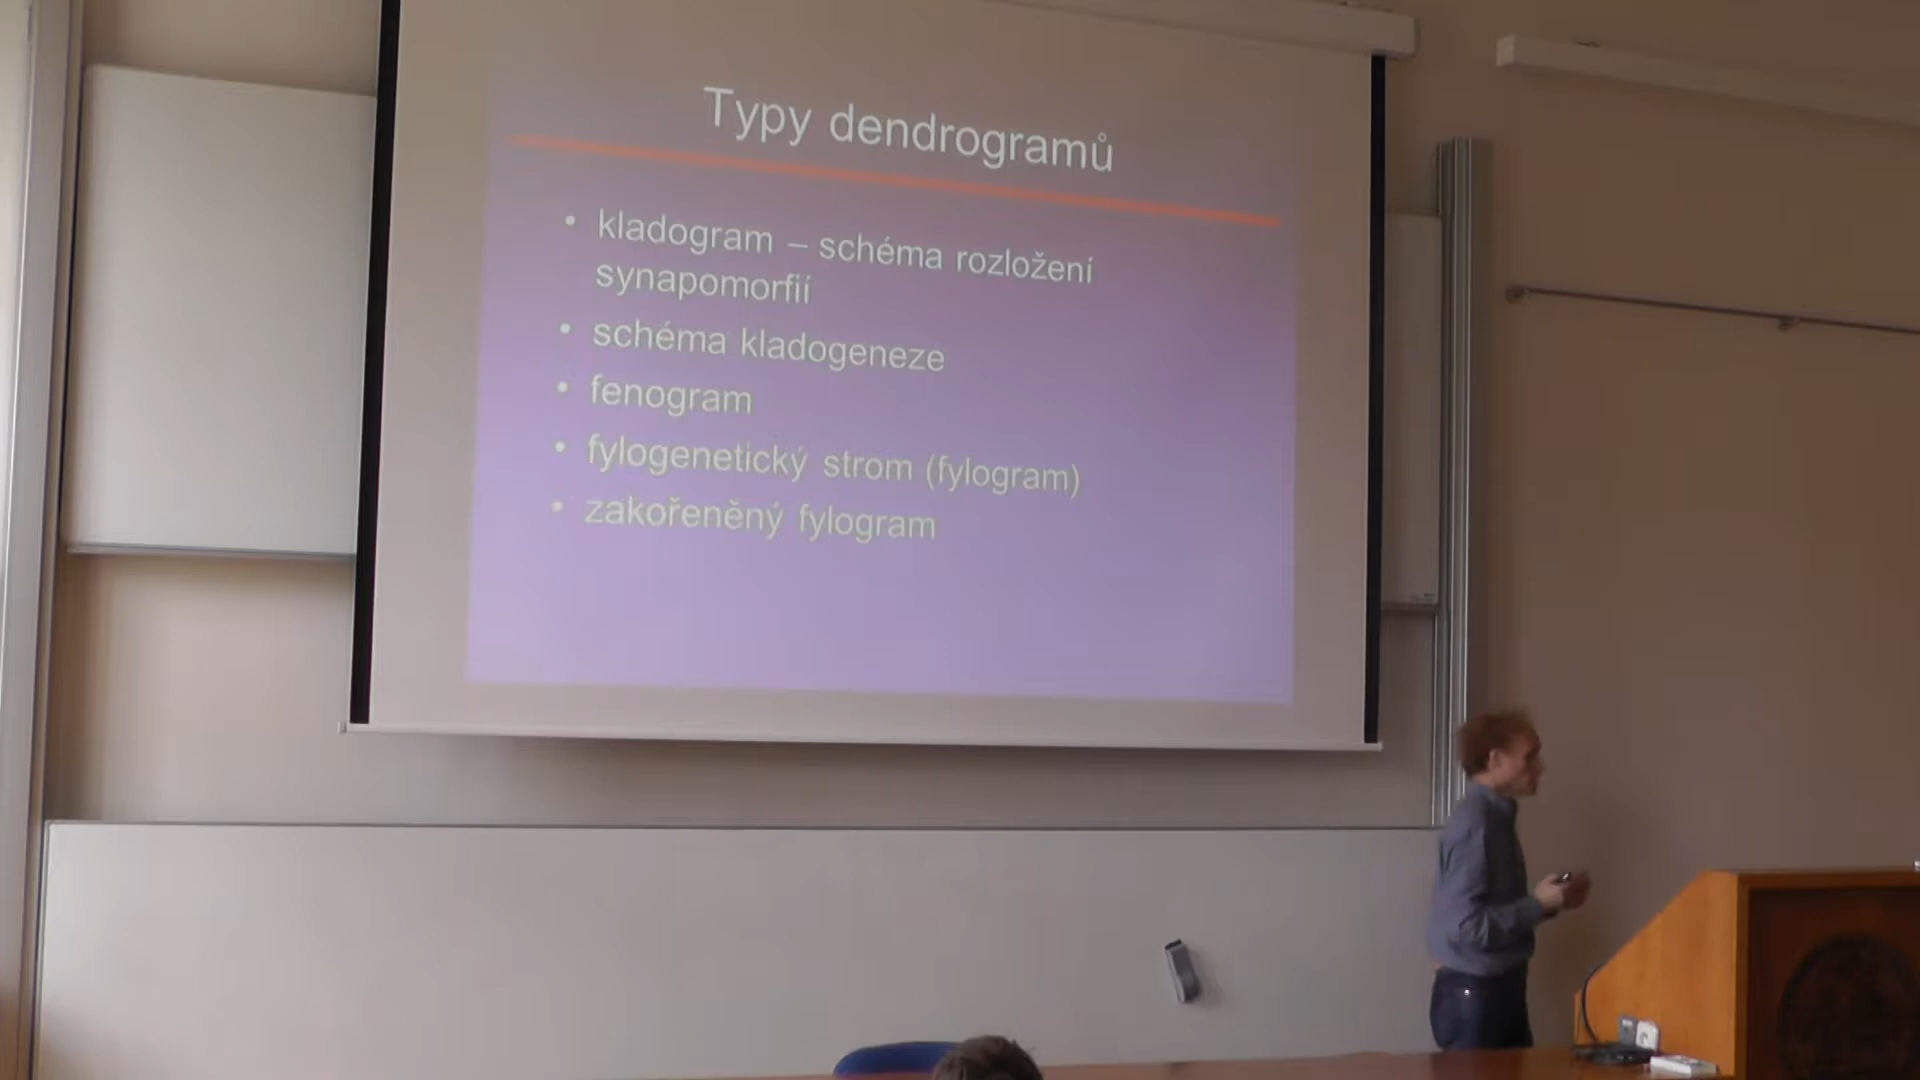 Typy dendrogramů
• kladogram – schéma rozložení
synapomorfií
• schéma kladogeneze
• fenogram
• fylogenetický strom (fylogram)
• zakořeněný fylogram